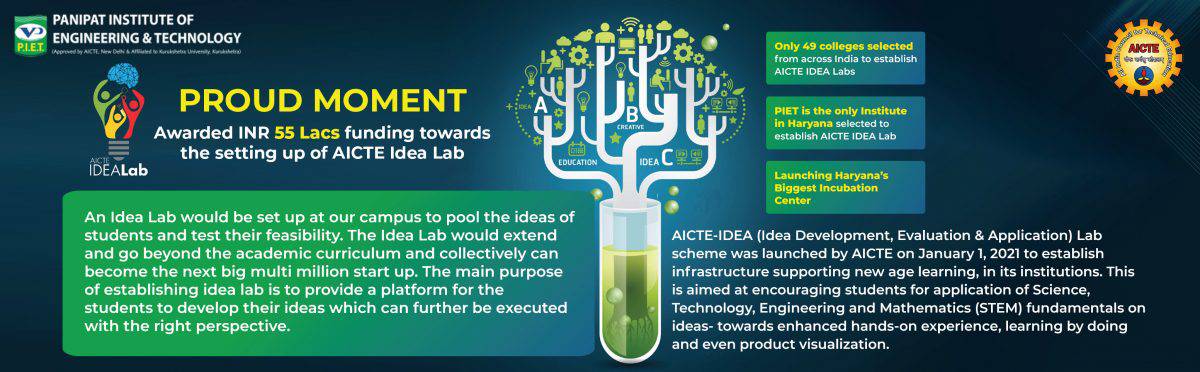 PANIPAT INSTITUTE OF
ENGINEERING & TECHNOLOGY
(Approved by AICTE, New Delhi & Affiliated to Kurukshetra University, Kurukshetra)
P.I.E.T.
AICTE
IDEALab
PROUD MOMENT
Awarded INR 55 Lacs funding towards
the setting up of AICTE Idea Lab
An Idea Lab would be set up at our campus to pool the ideas of
students and test their feasibility. The Idea Lab would extend
and go beyond the academic curriculum and collectively can
become the next big multi million start up. The main purpose
of establishing idea lab is to provide a platform for the
students to develop their ideas which can further be executed
with the right perspective.
IDEA
A
B
CREATIVE
EDUCATION
IDEA
C
Only 49 colleges selected
from across India to establish
AICTE IDEA Labs
PIET is the only Institute
in Haryana selected to
establish AICTE IDEA Lab
Launching Haryana's
Biggest Incubation
Center
All India Council for Technical Education
AICTE
AICTE-IDEA (Idea Development, Evaluation & Application) Lab
scheme was launched by AICTE on January 1, 2021 to establish
infrastructure supporting new age learning, in its institutions. This
is aimed at encouraging students for application of Science,
Technology, Engineering and Mathematics (STEM) fundamentals on
ideas- towards enhanced hands-on experience, learning by doing
and even product visualization.